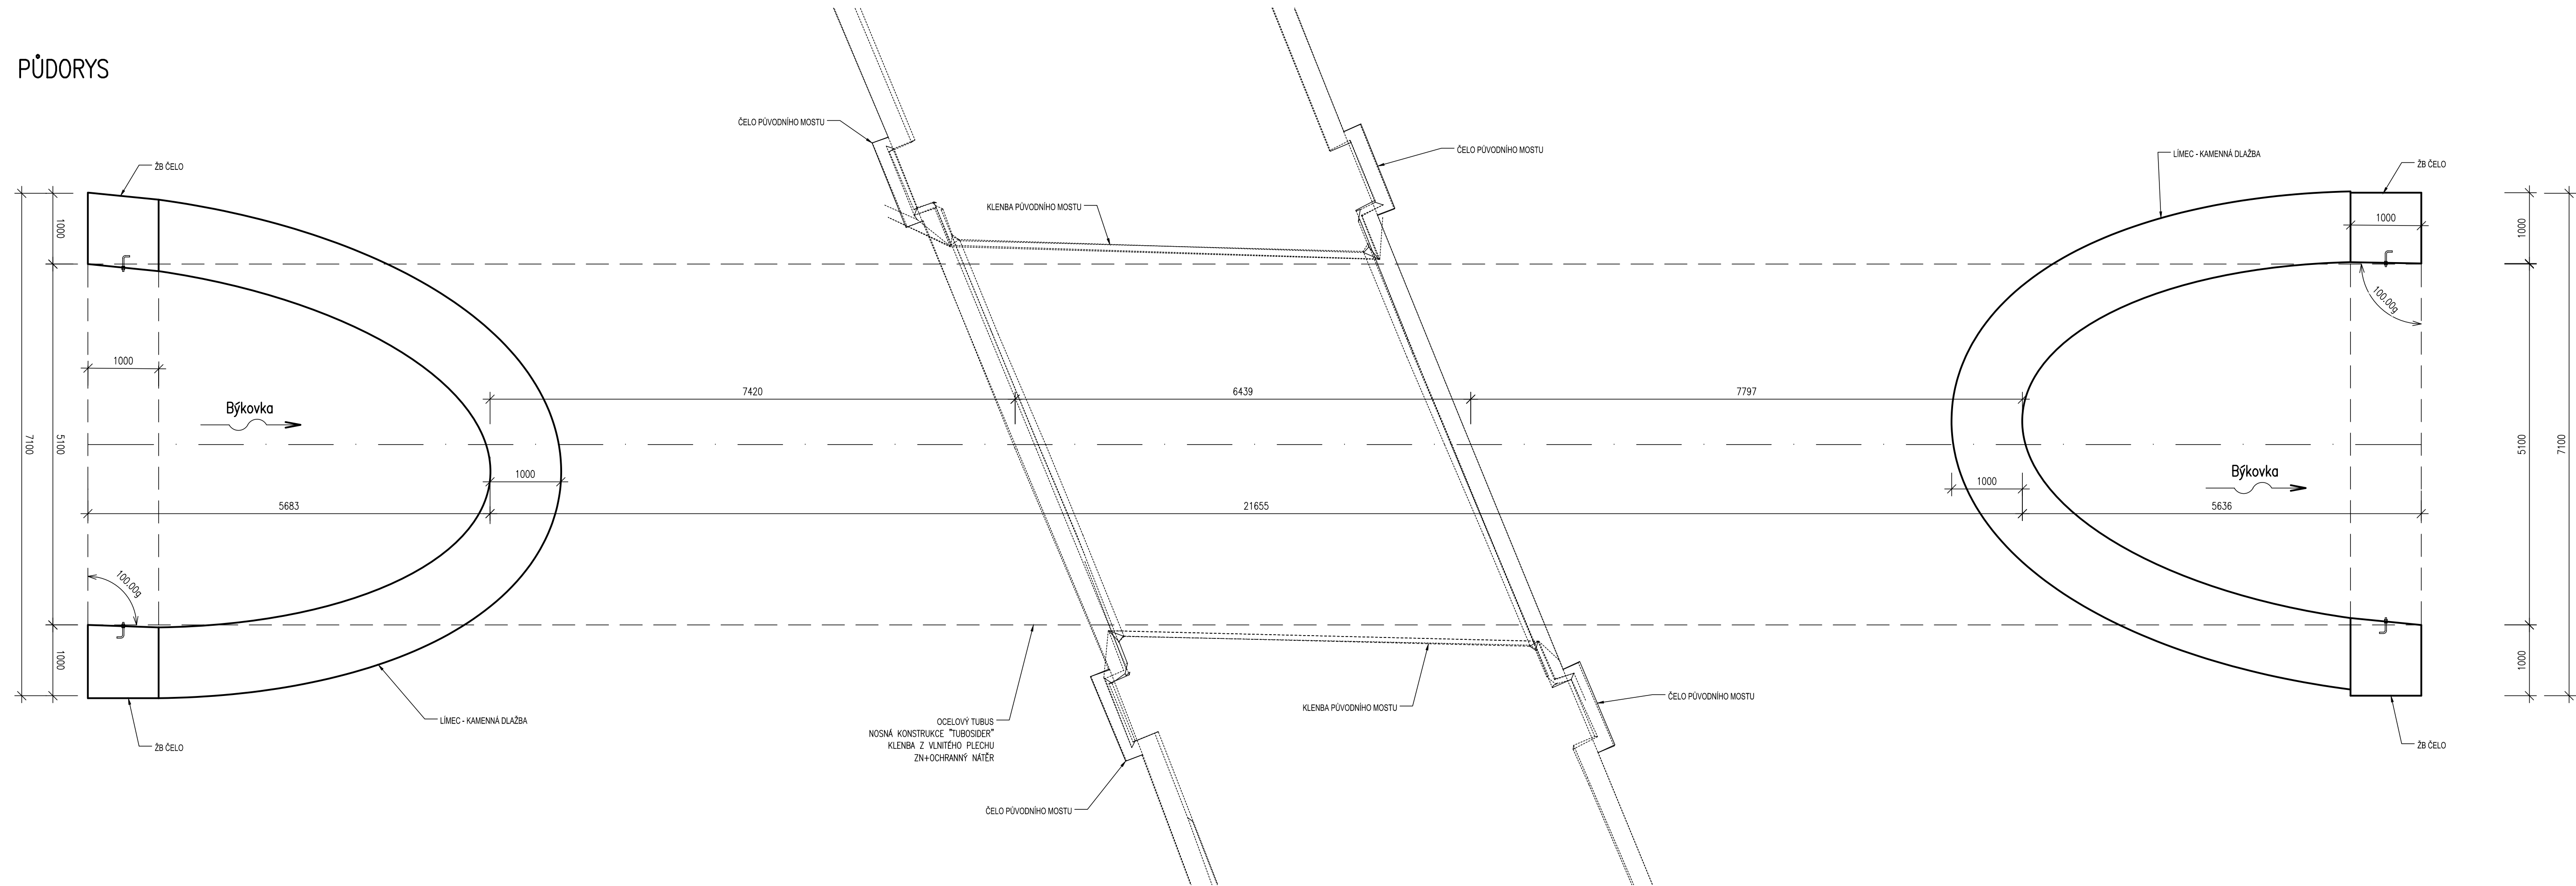 PŮDORYS
ČELO PŮVODNÍHO MOSTU
ČELO PŮVODNÍHO MOSTU
LÍMEC - KAMENNÁ DLAŽBA
ŽB ČELO
ŽB ČELO
KLENBA PŮVODNÍHO MOSTU
1000
1000
1000
100.00g
1000
7420
6439
7797
Býkovka
7100
5100
5100
7100
1000
1000
Býkovka
5683
21655
5636
100.00g
1000
1000
OCELOVÝ TUBUS
NOSNÁ KONSTRUKCE "TUBOSIDER"
KLENBA Z VLNITÉHO PLECHU
ZN+OCHRANNÝ NÁTĚR
LÍMEC - KAMENNÁ DLAŽBA
KLENBA PŮVODNÍHO MOSTU
ČELO PŮVODNÍHO MOSTU
ŽB ČELO
ŽB ČELO
ČELO PŮVODNÍHO MOSTU